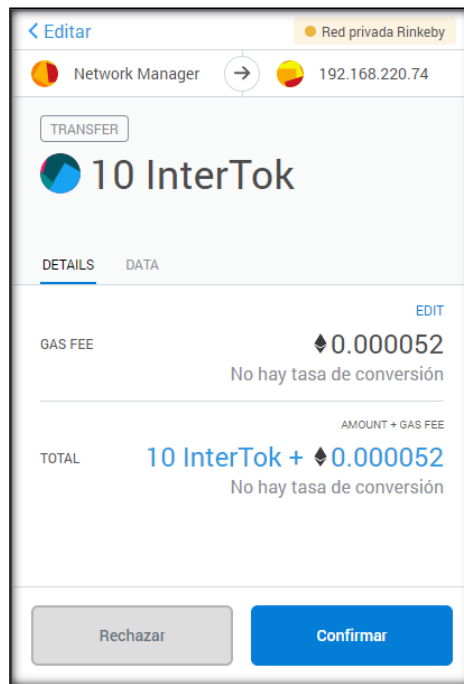 Editar
Red privada Rinkeby
Network Manager
192.168.220.74
TRANSFER
10 InterTok
DETAILS
DATA
EDIT
GAS FEE
0.000052
No hay tasa de conversión
AMOUNT + GAS FEE
TOTAL
10 InterTok + 0.000052
No hay tasa de conversión
Rechazar
Confirmar